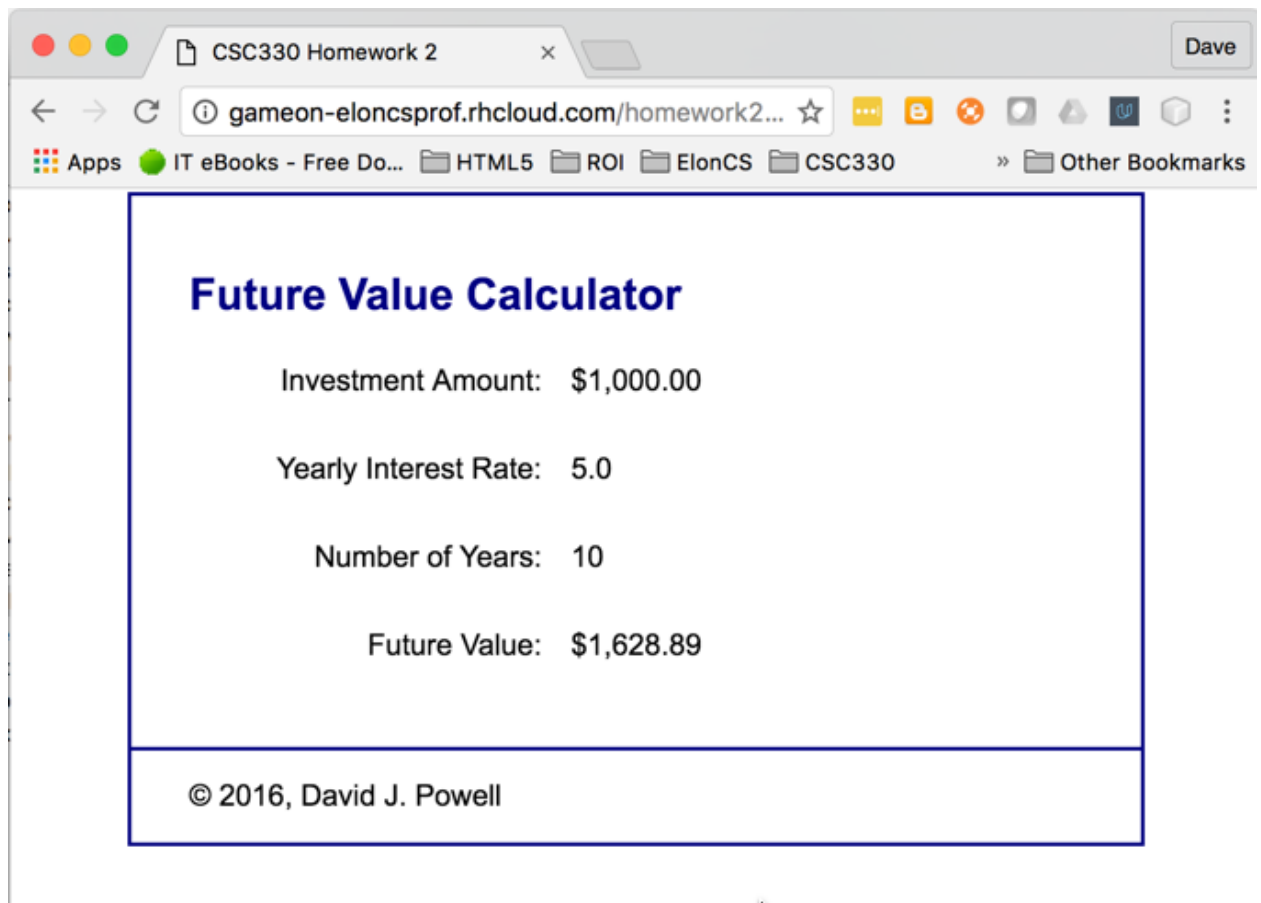 CSC330 Homework 2
Dave
gameon-eloncsprof.rhcloud.com/homework2...
Apps IT eBooks - Free Do... HTML5 ROI ElonCS CSC330 » Other Bookmarks
Future Value Calculator
Investment Amount: $1,000.00
Yearly Interest Rate: 5.0
Number of Years: 10
Future Value: $1,628.89
© 2016, David J. Powell